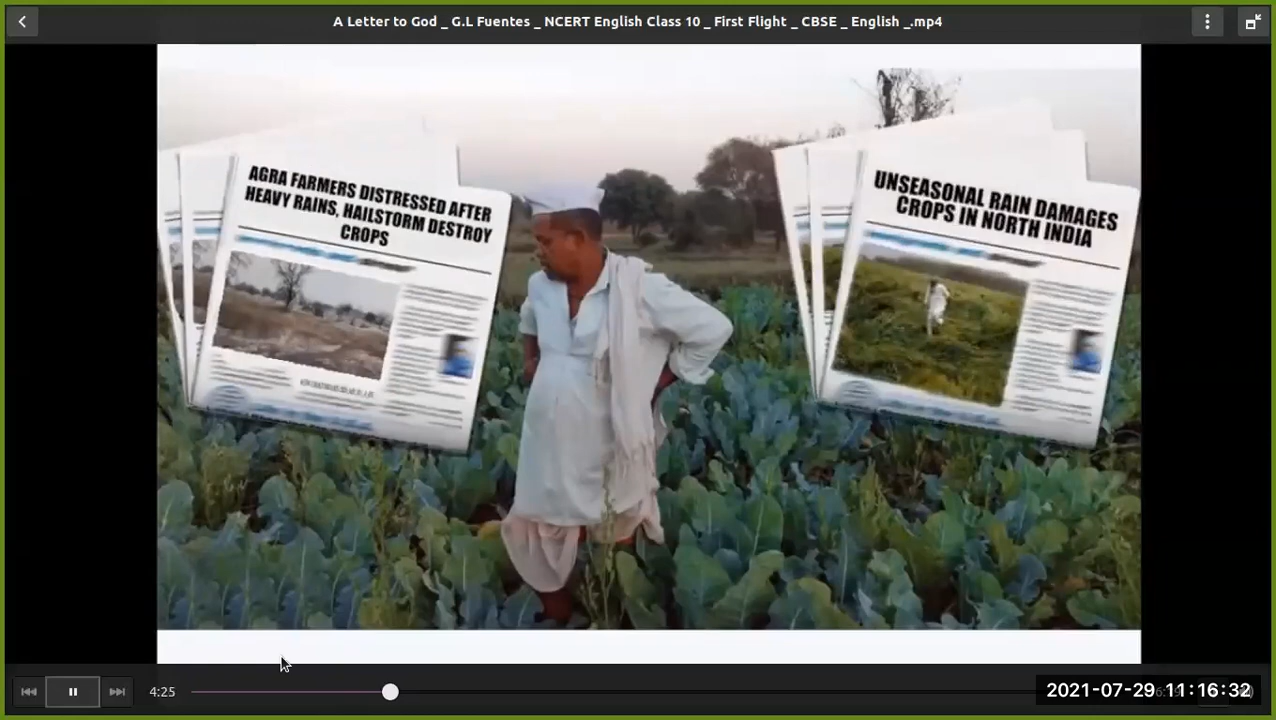 A Letter to God _ G.L Fuentes _ NCERT English Class 10 _ First Flight _ CBSE _ English _.mp4
AGRA FARMERS DISTRESSED AFTER
HEAVY RAINS, HAILSTORM DESTROY
CROPS
UNSEASONAL RAIN DAMAGES
CROPS IN NORTH INDIA
4:25
2021-07-29 11:16:32